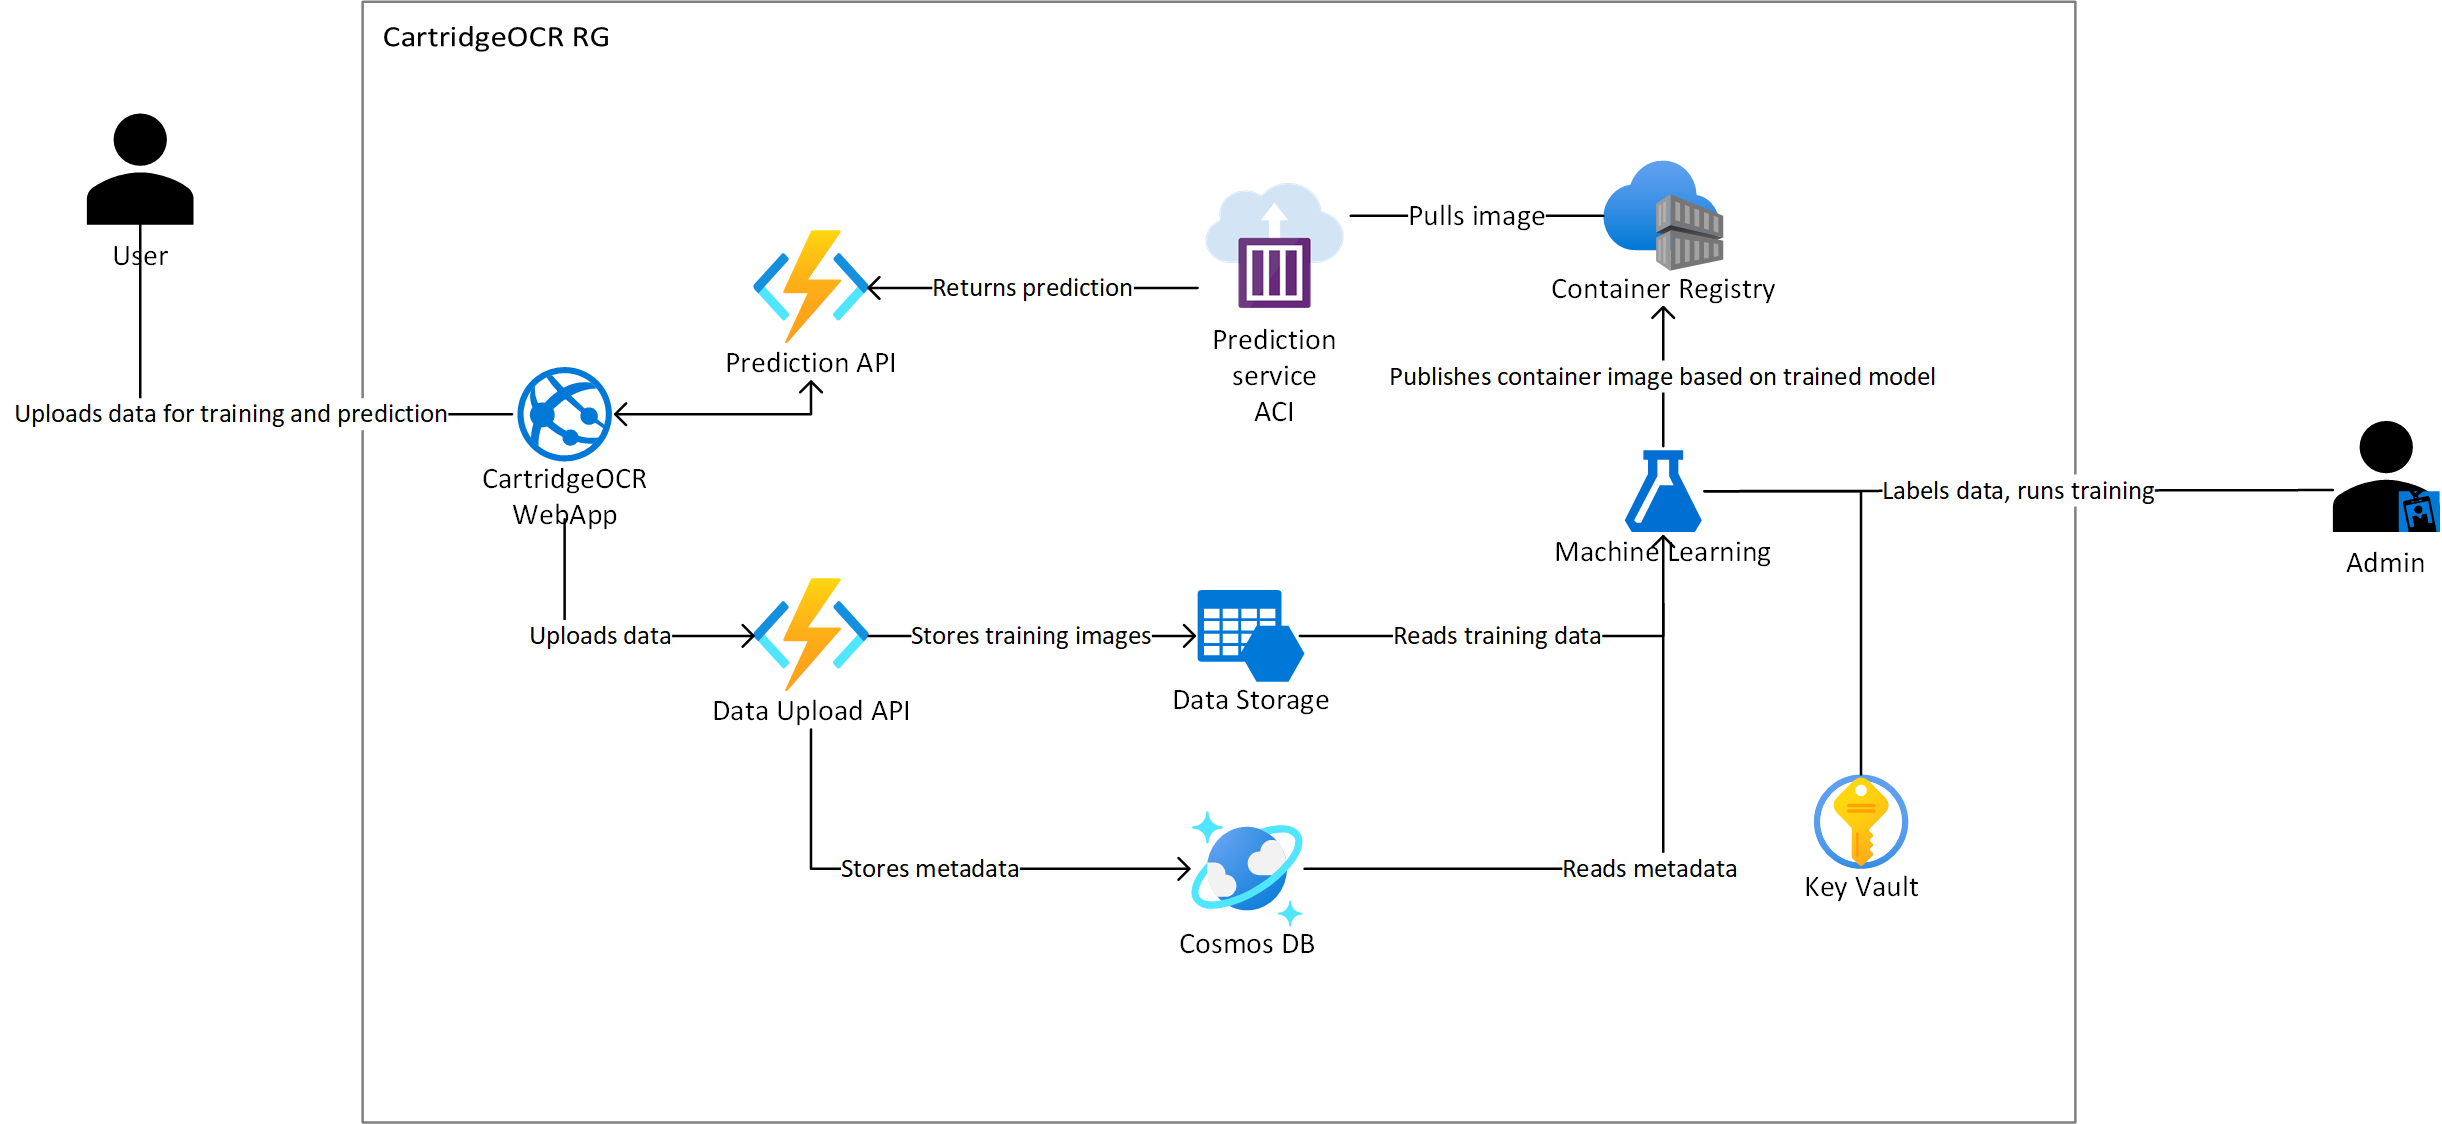 CartridgeOCR RG
User
Uploads data for training and prediction
CartridgeOCR
WebApp
Prediction API
Returns prediction
Prediction
service
ACI
Pulls image
Container Registry
Publishes container image based on trained model
Machine Learning
Labels data, runs training
Admin
Uploads data
Data Upload API
Stores training images
Data Storage
Reads training data
Stores metadata
Cosmos DB
Reads metadata
Key Vault